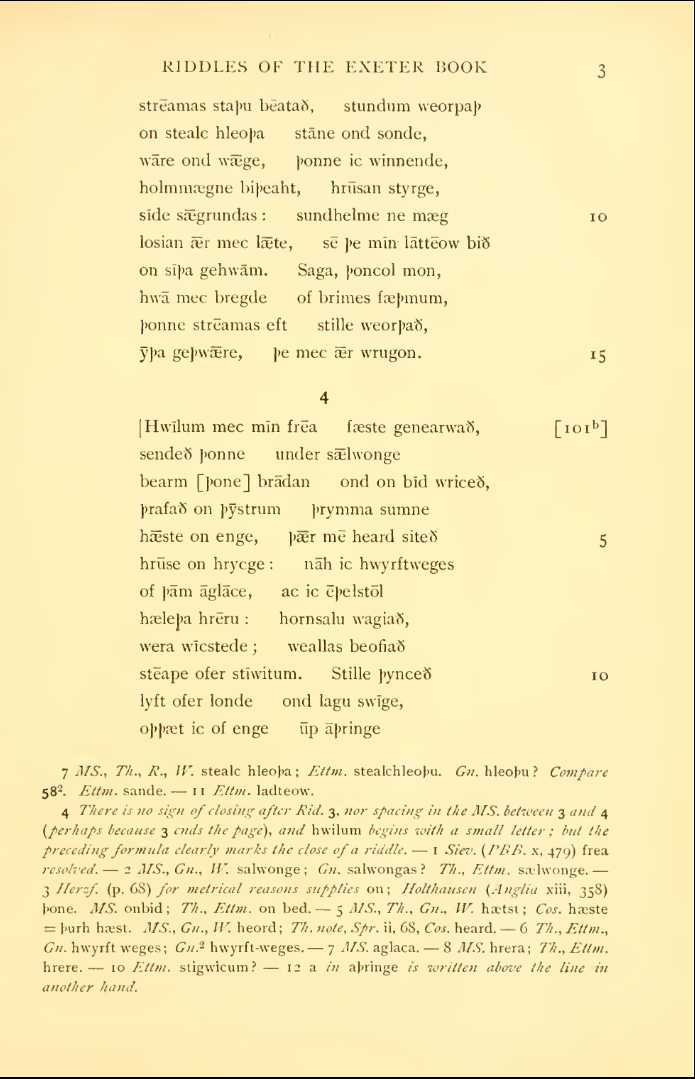 RIDDLES OF THE EXETER BOOK 3
strēamas staþu bēatað, stundum weorpaþ
on stealc hleoþa stāne ond sonde,
wāre ond wǣge, þonne ic winnende,
holmmægne biþeaht, hrūsan styrge,
sīde sǣgrundas : sundhelme ne mæg 10
losian ǣr mec lǣte, sē þe mīn lāttēow bið
on sīþa gehwām. Saga, þoncol mon,
hwā mec bregde of brimes fæþmum,
þonne strēamas eft stille weorþað,
ȳþa geþwǣre, þe mec ǣr wrugon. 15
4
|Hwīlum mec mīn frēa fæste genearwað, [101ᵇ]
sendeð þonne under sǣlwonge
bearm [þone] brādan ond on bīd wriceð,
þrafað on þȳstrum þrymma sumne
hǣste on enge, þǣr mē heard siteð 5
hrūse on hrycge : nāh ic hwyrftweges
of þām āglāce, ac ic ēþelstōl
hæleþa hrēru : hornsalu wagiað,
wera wīcstede ; weallas beofiað
stēape ofer stīwitum. Stille þynceð 10
lyft ofer londe ond lagu swīge,
oþþæt ic of enge ūp āþringe
7 MS., Th., R., W. stealc hleoþa ; Ettm. stealchleoþu. Gn. hleoþu ? Compare
58². Ettm. sande. — 11 Ettm. ladteow.
4 There is no sign of closing after Rid. 3, nor spacing in the MS. between 3 and 4
(perhaps because 3 ends the page), and hwilum begins with a small letter ; but the
preceding formula clearly marks the close of a riddle. — 1 Siev. (PBB. x, 479) frea
resolved. — 2 MS., Gn., W. salwonge ; Gn. salwongas ? Th., Ettm. sælwonge. —
3 Herzf. (p. 68) for metrical reasons supplies on ; Holthausen (Anglia xiii, 358)
þone. MS. onbid ; Th., Ettm. on bed. — 5 MS., Th., Gn., W. hætst ; Cos. hæste
= þurh hæst. MS., Gn., W. heord ; Th. note, Spr. ii, 68, Cos. heard. — 6 Th., Ettm.,
Gn. hwyrft weges ; Gn.² hwyrft-weges. — 7 MS. aglaca. — 8 MS. hrera ; Th., Ettm.
hrere. — 10 Ettm. stigwicum ? — 12 a in aþringe is written above the line in
another hand.